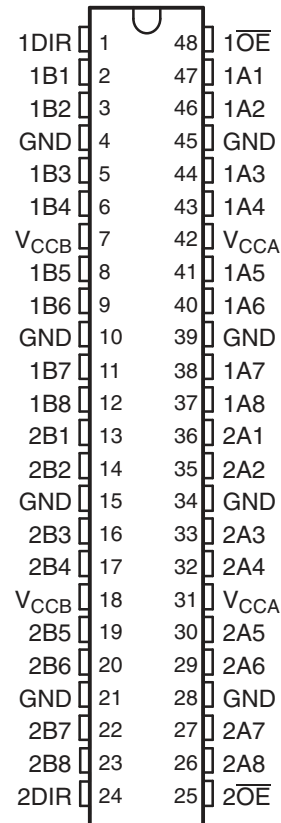 1DIR 1 48 1O̅E̅
1B1 2 47 1A1
1B2 3 46 1A2
GND 4 45 GND
1B3 5 44 1A3
1B4 6 43 1A4
VCCB 7 42 VCCA
1B5 8 41 1A5
1B6 9 40 1A6
GND 10 39 GND
1B7 11 38 1A7
1B8 12 37 1A8
2B1 13 36 2A1
2B2 14 35 2A2
GND 15 34 GND
2B3 16 33 2A3
2B4 17 32 2A4
VCCB 18 31 VCCA
2B5 19 30 2A5
2B6 20 29 2A6
GND 21 28 GND
2B7 22 27 2A7
2B8 23 26 2A8
2DIR 24 25 2O̅E̅